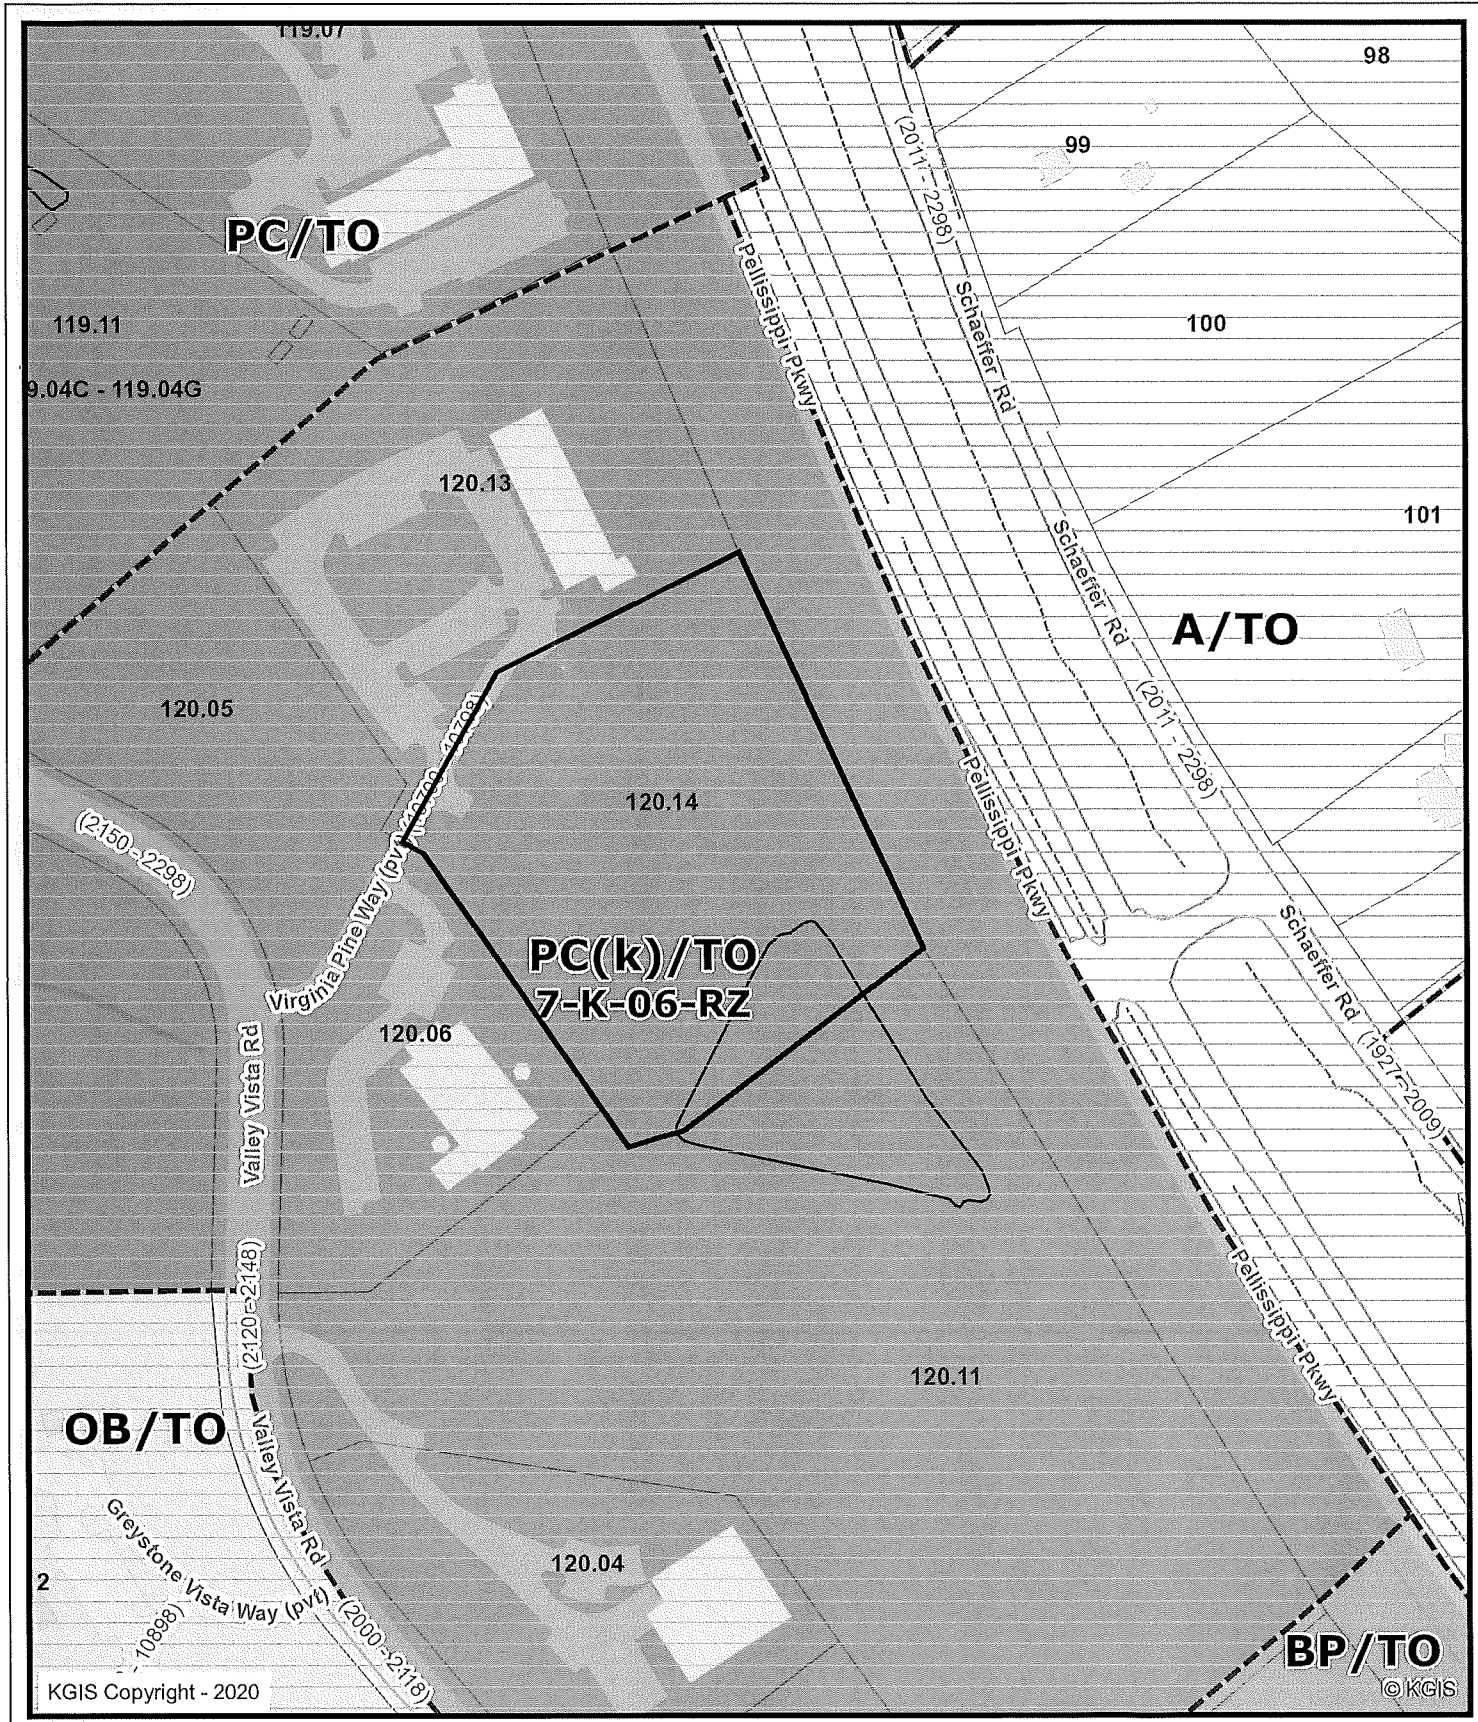 119.07
98
99
(2011 - 2298)
PC/TO
Pellissippi Pkwy
Schaeffer Rd
119.11
100
9.04C - 119.04G
120.13
101
Schaeffer Rd
A/TO
120.05
(2011 - 2298)
120.14
Pellissippi Pkwy
(2150 - 2298)
Virginia Pine Way (pvt)
PC(k)/TO
7-K-06-RZ
Schaeffer Rd
(1927 - 2009)
120.06
Valley Vista Rd
(2120 - 2148)
Pellissippi Pkwy
120.11
OB/TO
Valley Vista Rd
Greystone Vista Way (pvt)
120.04
2
(2000 - 2118)
- 10898)
BP/TO
KGIS Copyright - 2020
© KGIS